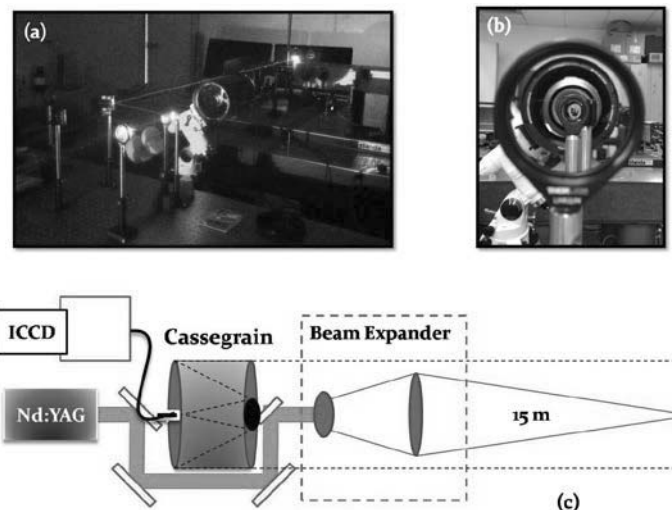 (a)
(b)
ICCD
Cassegrain
Beam Expander
Nd:YAG
15 m
(c)